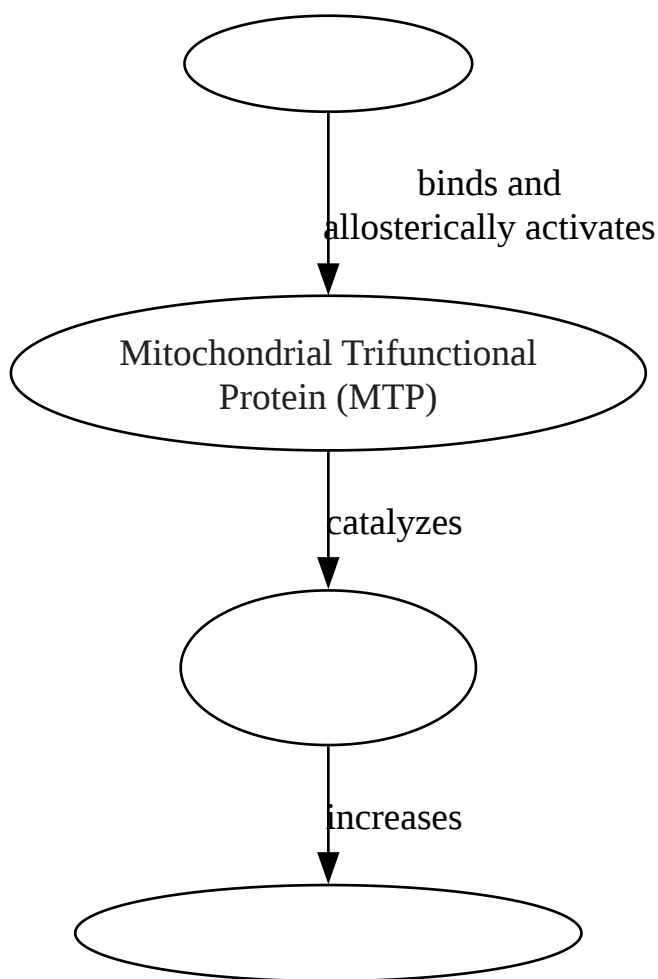 binds and
allosterically activates
Mitochondrial Trifunctional
Protein (MTP)
catalyzes
increases